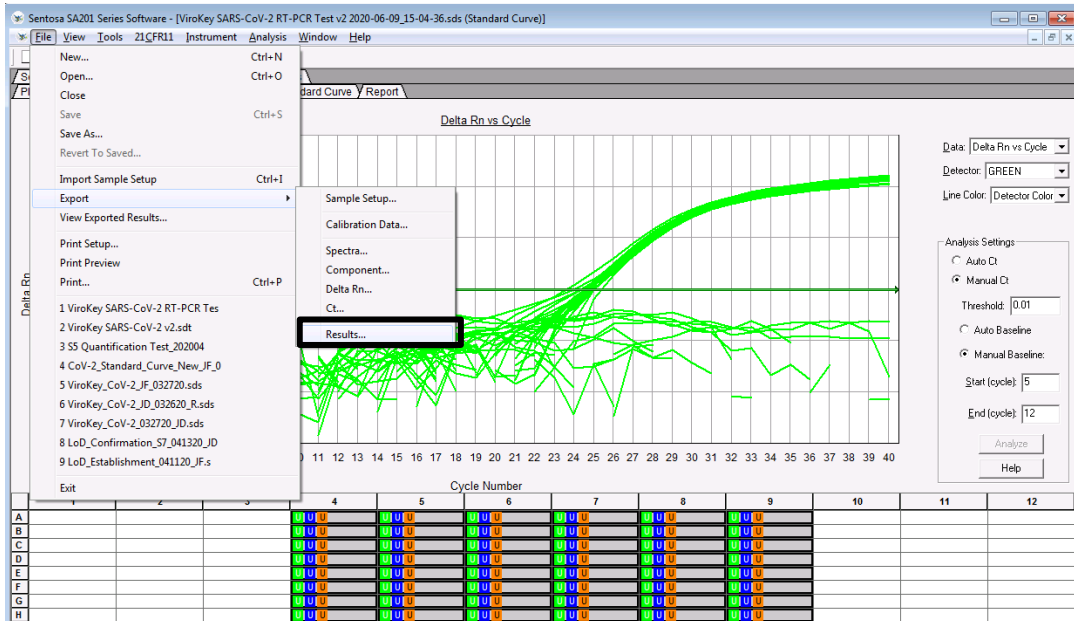 Sentosa SA201 Series Software - [ViroKey SARS-CoV-2 RT-PCR Test v2 2020-06-09_15-04-36.sds (Standard Curve)]
File View Tools 21CFR11 Instrument Analysis Window Help
New... Ctrl+N
Open... Ctrl+O
Close
Save Ctrl+S
Save As...
Revert To Saved...
Import Sample Setup Ctrl+I
Export
View Exported Results...
Print Setup...
Print Preview
Print... Ctrl+P
1 ViroKey SARS-CoV-2 RT-PCR Tes
2 ViroKey SARS-CoV-2 v2.sdt
3 S5 Quantification Test_202004
4 CoV-2_Standard_Curve_New_JF_0
5 ViroKey_CoV-2_JF_032720.sds
6 ViroKey_CoV-2_JD_032620_R.sds
7 ViroKey_CoV-2_032720_JD.sds
8 LoD_Confirmation_S7_041320_JD
9 LoD_Establishment_041120_JF.s
Exit
Sample Setup...
Calibration Data...
Spectra...
Component...
Delta Rn...
Ct...
Results...
dard Curve Report
Delta Rn vs Cycle
Delta Rn
11 12 13 14 15 16 17 18 19 20 21 22 23 24 25 26 27 28 29 30 31 32 33 34 35 36 37 38 39 40
Cycle Number
Data: Delta Rn vs Cycle
Detector: GREEN
Line Color: Detector Color
Analysis Settings
Auto Ct
Manual Ct
Threshold: 0.01
Auto Baseline
Manual Baseline:
Start (cycle): 5
End (cycle): 12
Analyze
Help
1 2 3 4 5 6 7 8 9 10 11 12
A U U U U U U U U U U U U U U U U U U
B U U U U U U U U U U U U U U U U U U
C U U U U U U U U U U U U U U U U U U
D U U U U U U U U U U U U U U U U U U
E U U U U U U U U U U U U U U U U U U
F U U U U U U U U U U U U U U U U U U
G U U U U U U U U U U U U U U U U U U
H U U U U U U U U U U U U U U U U U U